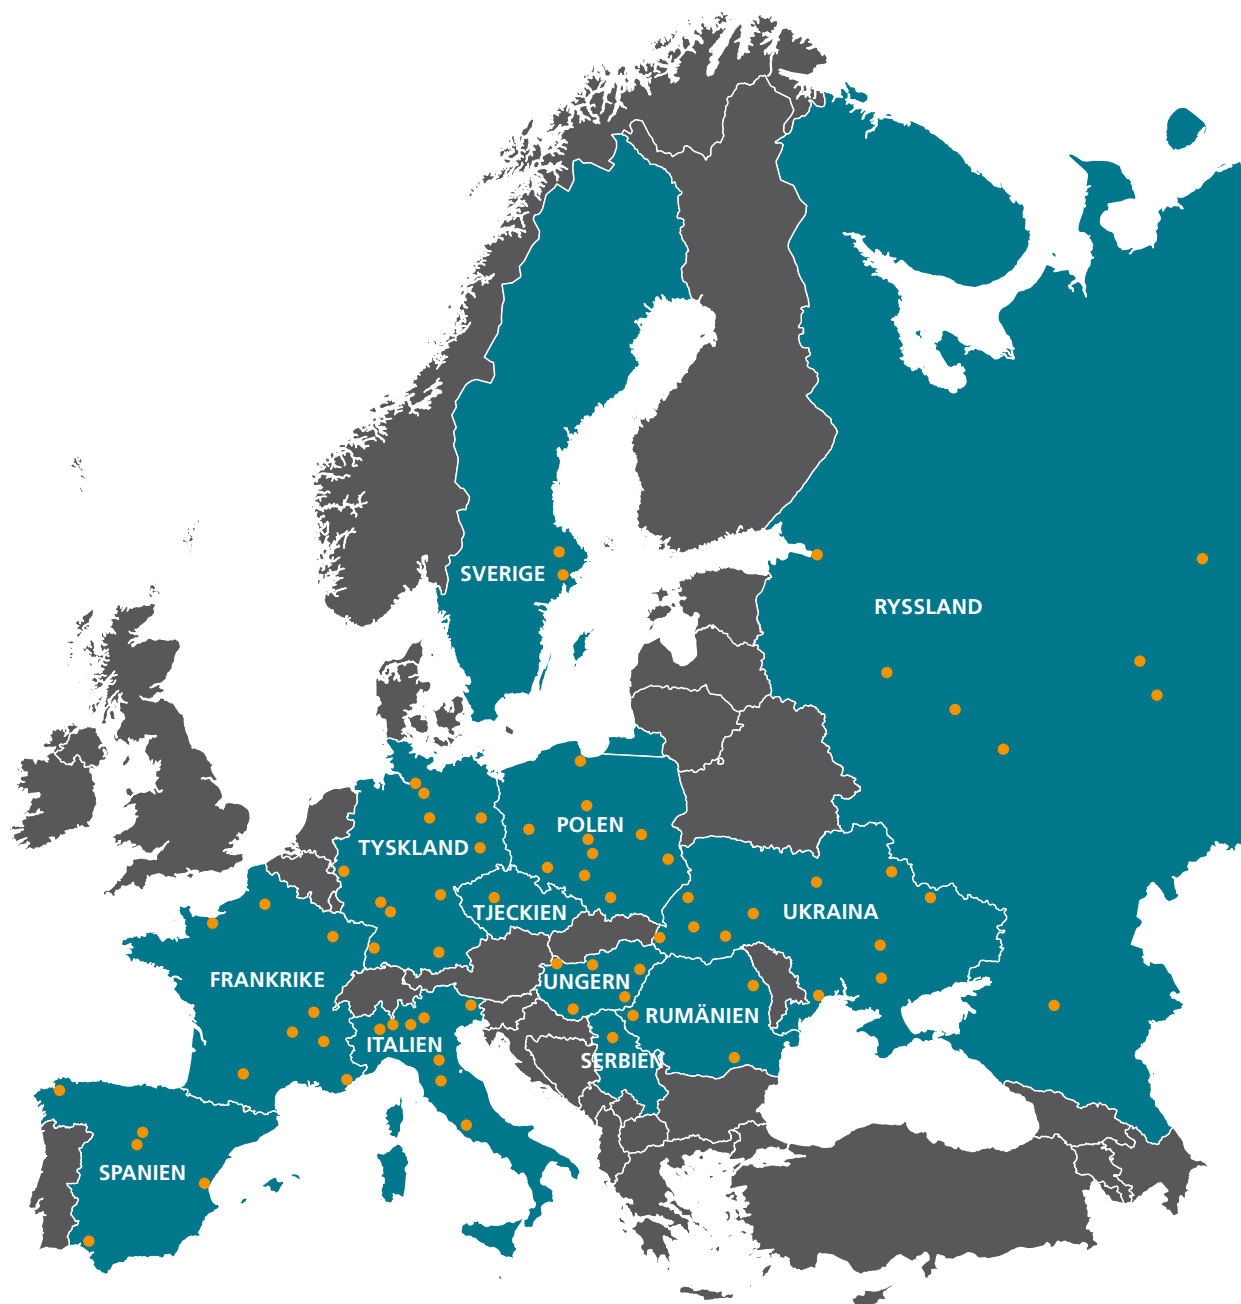 SVERIGE
RYSSLAND
POLEN
TYSKLAND
TJECKIEN
UKRAINA
FRANKRIKE
UNGERN
RUMÄNIEN
ITALIEN
SERBIEN
SPANIEN